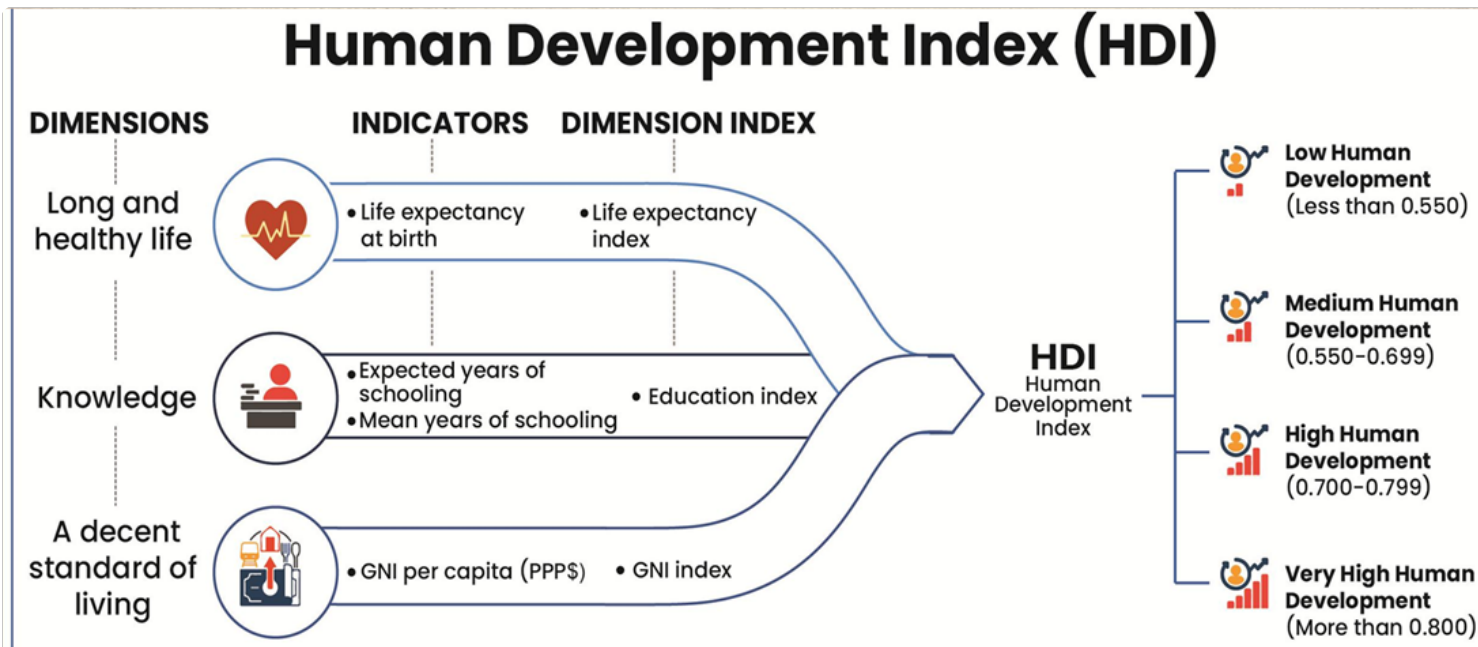 Human Development Index (HDI)
DIMENSIONS
INDICATORS
DIMENSION INDEX
Long and
healthy life
• Life expectancy
at birth
• Life expectancy
index
Knowledge
• Expected years of
schooling
• Mean years of schooling
• Education index
A decent
standard of
living
• GNI per capita (PPP$)
• GNI index
HDI
Human
Development
Index
Low Human
Development
(Less than 0.550)
Medium Human
Development
(0.550-0.699)
High Human
Development
(0.700-0.799)
Very High Human
Development
(More than 0.800)